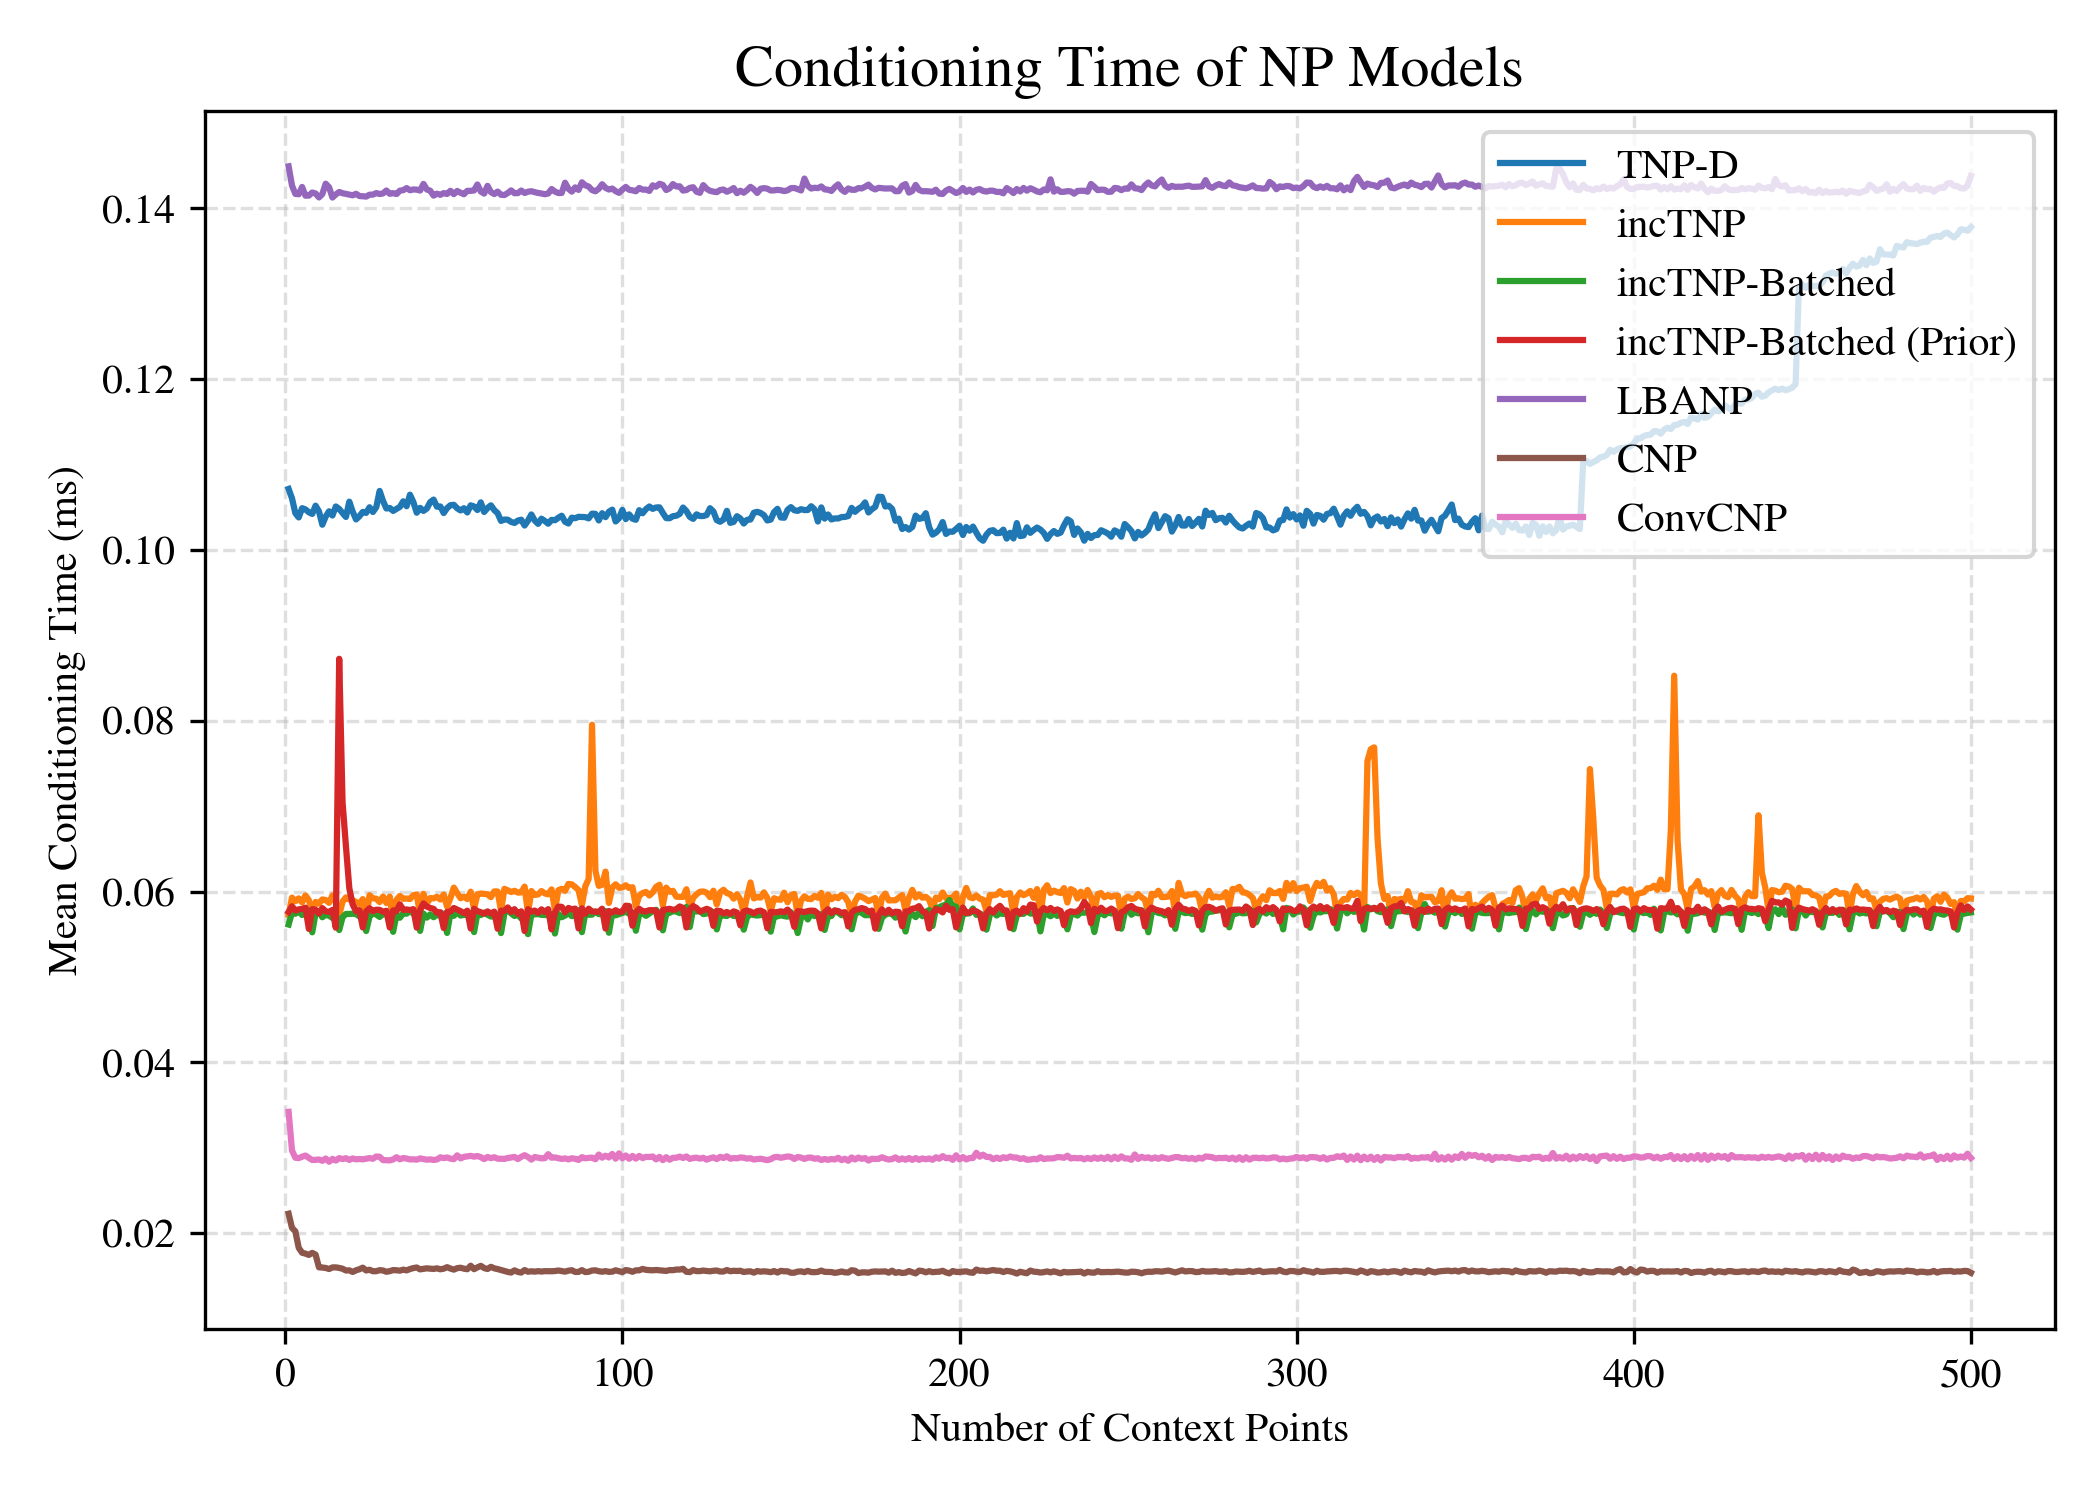 Conditioning Time of NP Models
Mean Conditioning Time (ms)
0.14
0.12
0.10
0.08
0.06
0.04
0.02
TNP-D
incTNP
incTNP-Batched
incTNP-Batched (Prior)
LBANP
CNP
ConvCNP
0 100 200 300 400 500
Number of Context Points